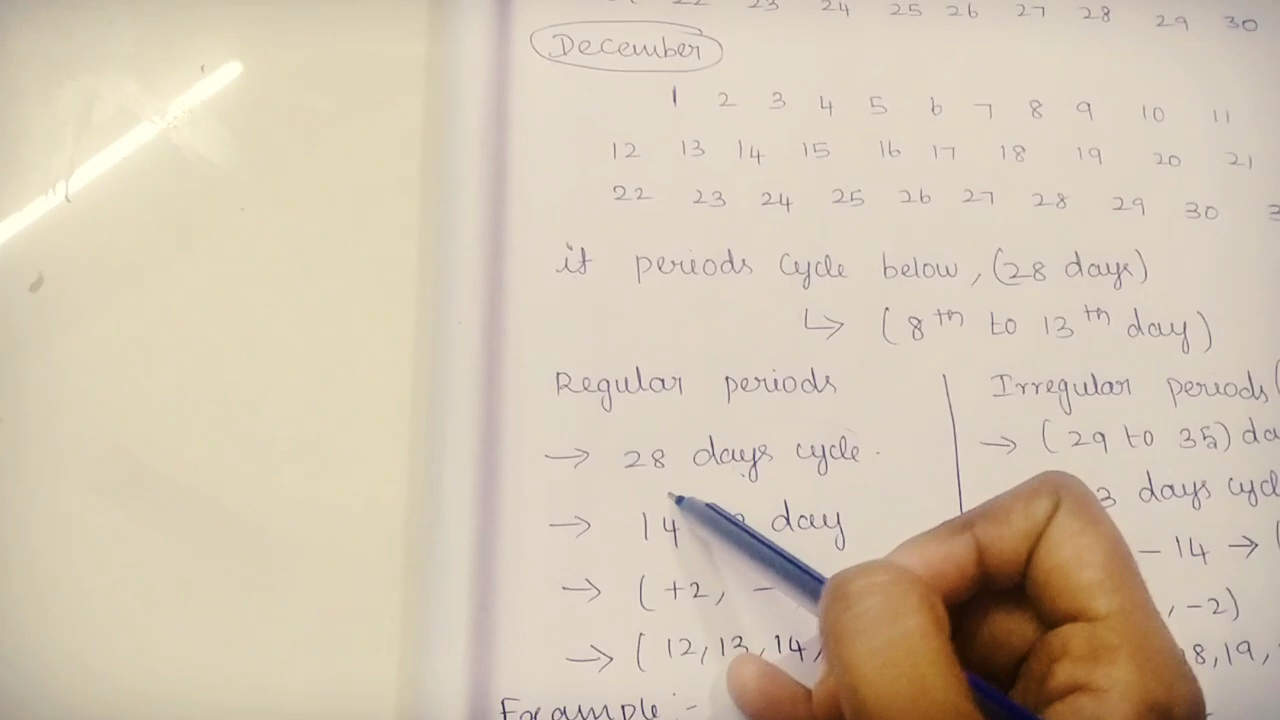 22 23 24 25 26 27 28 29 30
December
1 2 3 4 5 6 7 8 9 10 11
12 13 14 15 16 17 18 19 20 21
22 23 24 25 26 27 28 29 30
if periods cycle below, (28 days)
↳ (8th to 13th day)
Regular periods
→ 28 days cycle.
→ 14 day
→ (+2, -
→ (12, 13, 14,
Irregular periods (
→ (29 to 35)
3 days
- 14 → (
, -2)
18, 19,
Example :-